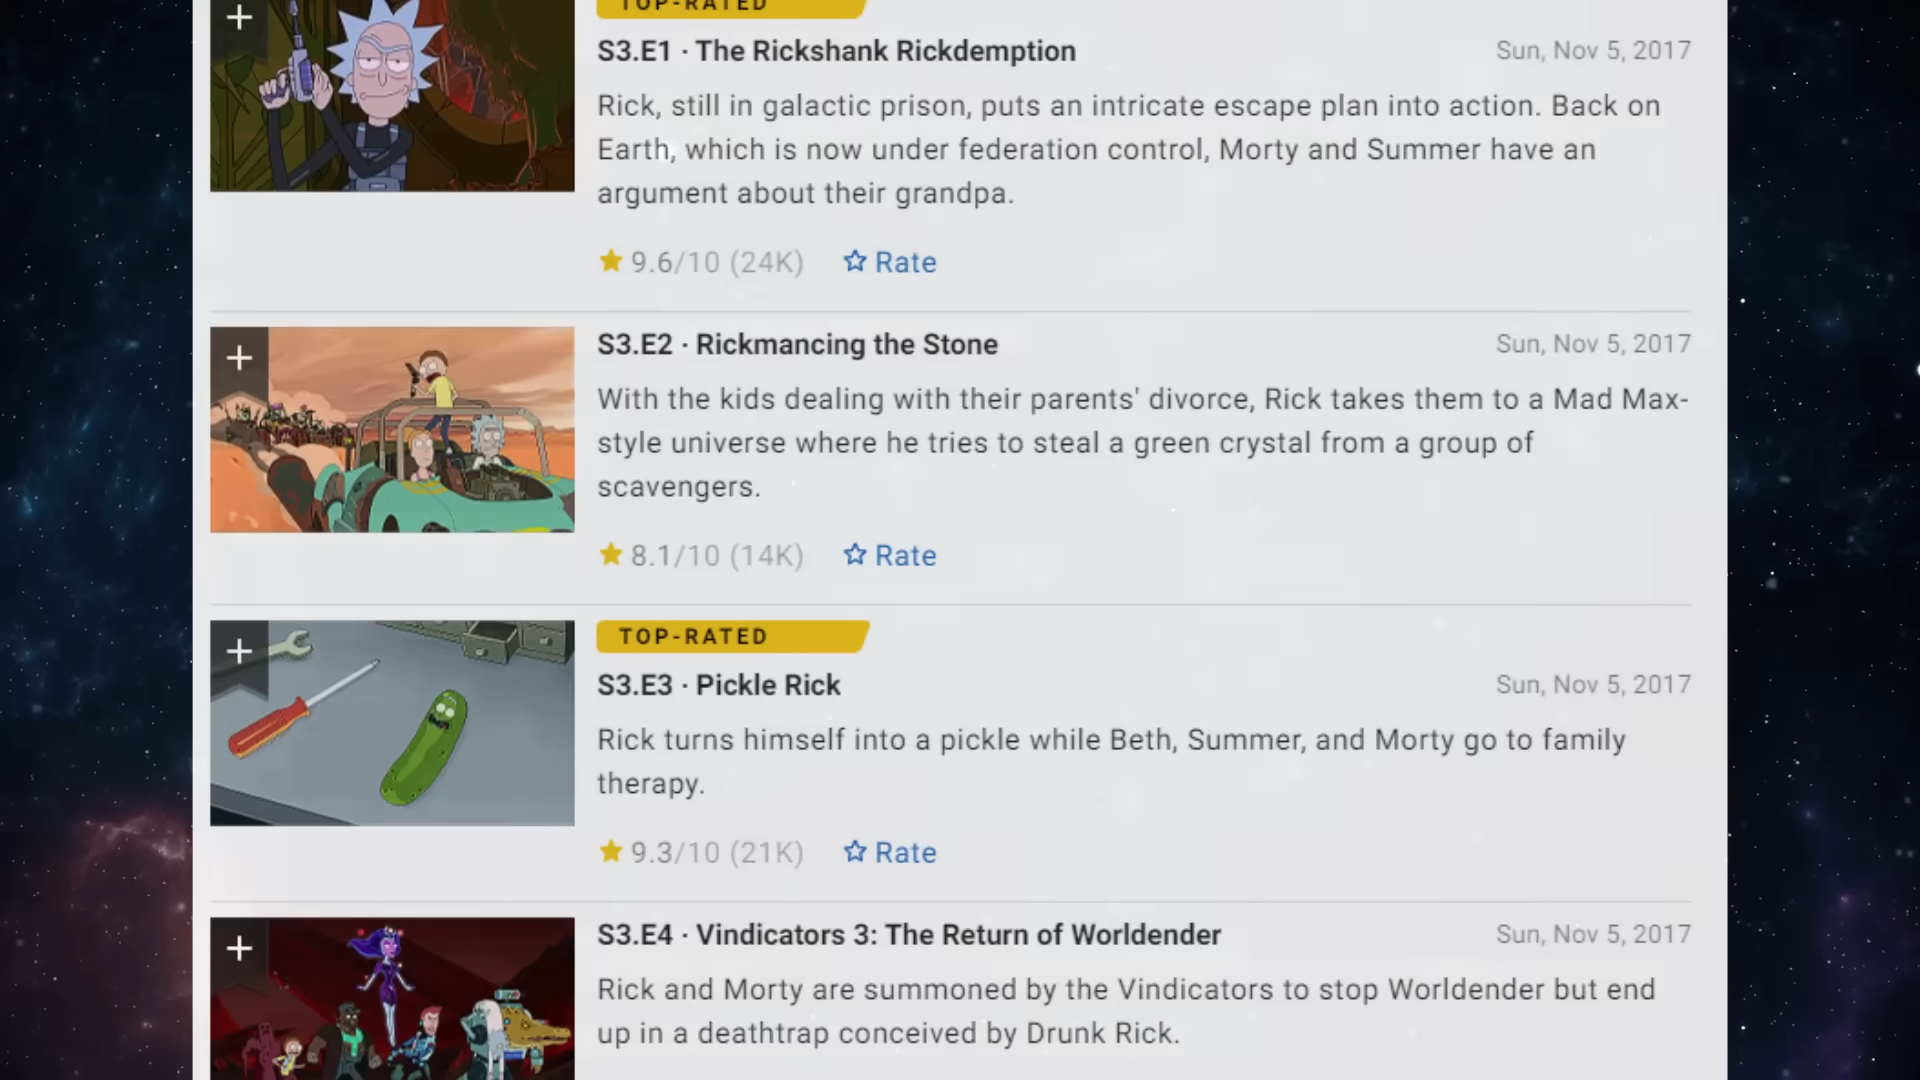 TOP-RATED
S3.E1 · The Rickshank Rickdemption
Sun, Nov 5, 2017
Rick, still in galactic prison, puts an intricate escape plan into action. Back on
Earth, which is now under federation control, Morty and Summer have an
argument about their grandpa.
9.6/10 (24K) Rate
S3.E2 · Rickmancing the Stone
Sun, Nov 5, 2017
With the kids dealing with their parents' divorce, Rick takes them to a Mad Max-
style universe where he tries to steal a green crystal from a group of
scavengers.
8.1/10 (14K) Rate
TOP-RATED
S3.E3 · Pickle Rick
Sun, Nov 5, 2017
Rick turns himself into a pickle while Beth, Summer, and Morty go to family
therapy.
9.3/10 (21K) Rate
S3.E4 · Vindicators 3: The Return of Worldender
Sun, Nov 5, 2017
Rick and Morty are summoned by the Vindicators to stop Worldender but end
up in a deathtrap conceived by Drunk Rick.